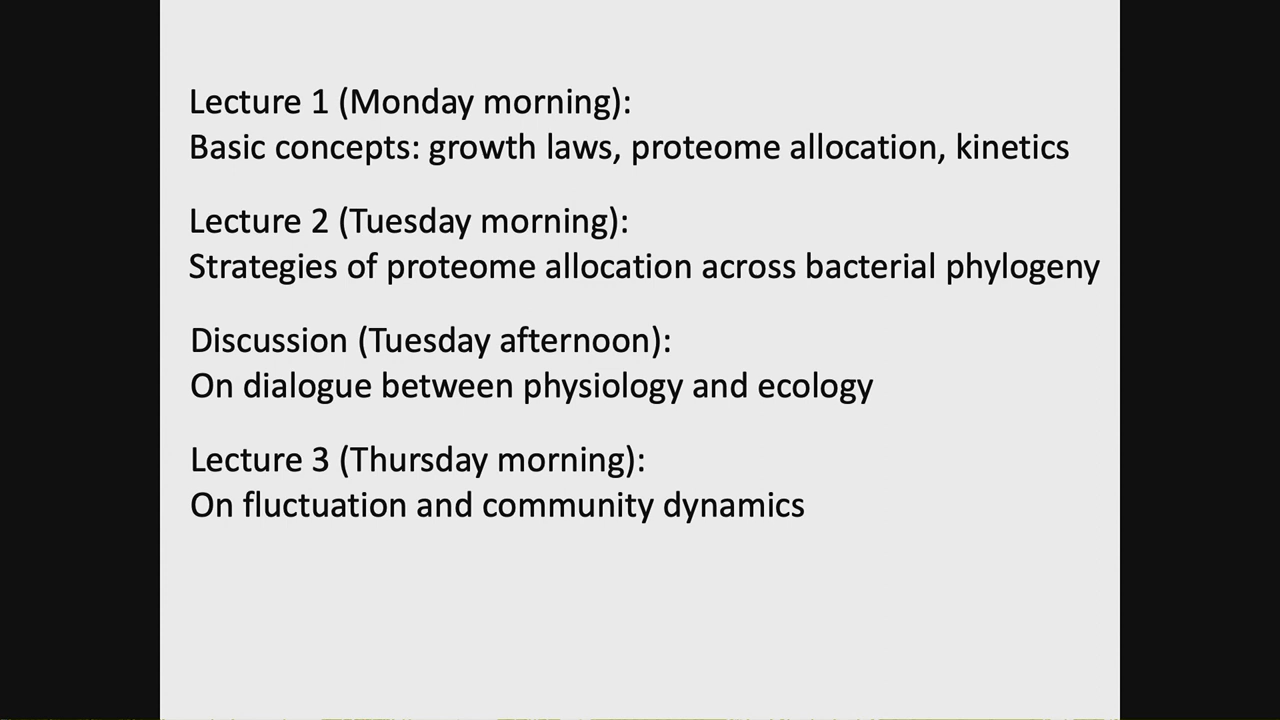 Lecture 1 (Monday morning):
Basic concepts: growth laws, proteome allocation, kinetics
Lecture 2 (Tuesday morning):
Strategies of proteome allocation across bacterial phylogeny
Discussion (Tuesday afternoon):
On dialogue between physiology and ecology
Lecture 3 (Thursday morning):
On fluctuation and community dynamics